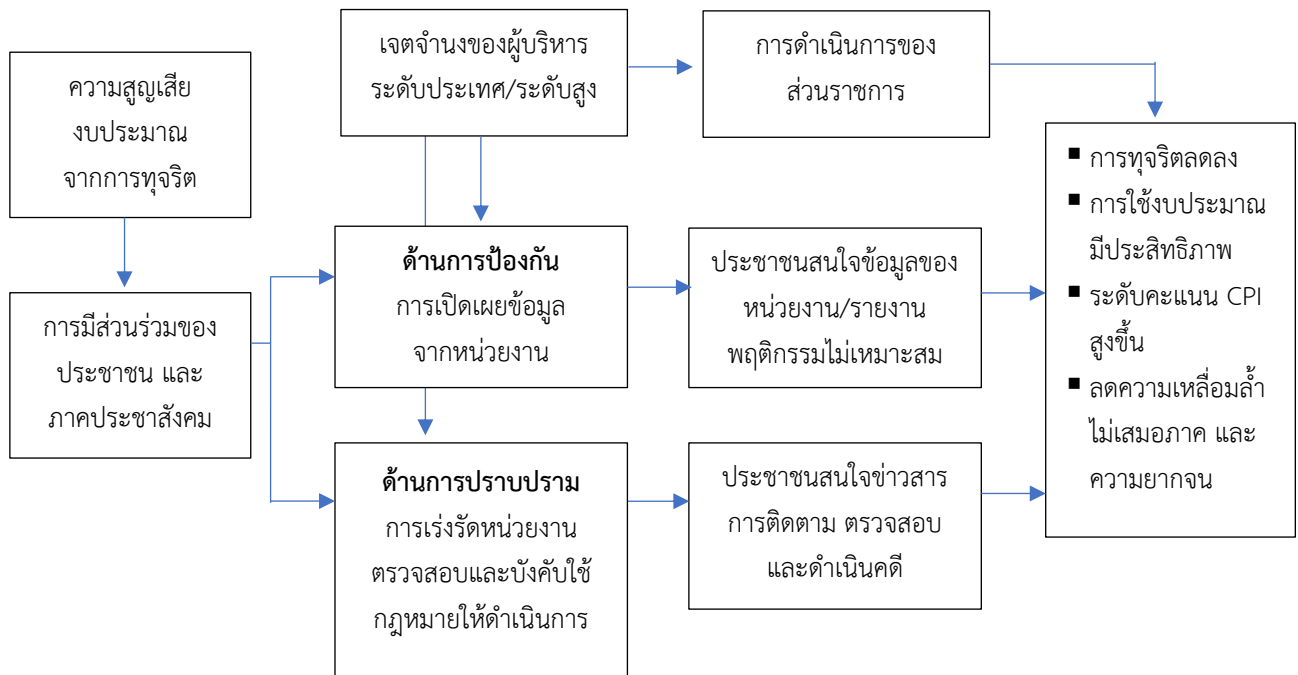 ความสูญเสีย
งบประมาณ
จากการทุจริต
การมีส่วนร่วมของ
ประชาชน และ
ภาคประชาสังคม
เจตจำนงของผู้บริหาร
ระดับประเทศ/ระดับสูง
การดำเนินการของ
ส่วนราชการ
ด้านการป้องกัน
การเปิดเผยข้อมูล
จากหน่วยงาน
ประชาชนสนใจข้อมูลของ
หน่วยงาน/รายงาน
พฤติกรรมไม่เหมาะสม
ด้านการปราบปราม
การเร่งรัดหน่วยงาน
ตรวจสอบและบังคับใช้
กฎหมายให้ดำเนินการ
ประชาชนสนใจข่าวสาร
การติดตาม ตรวจสอบ
และดำเนินคดี
▪ การทุจริตลดลง
▪ การใช้งบประมาณ
มีประสิทธิภาพ
▪ ระดับคะแนน CPI
สูงขึ้น
▪ ลดความเหลื่อมล้ำ
ไม่เสมอภาค และ
ความยากจน